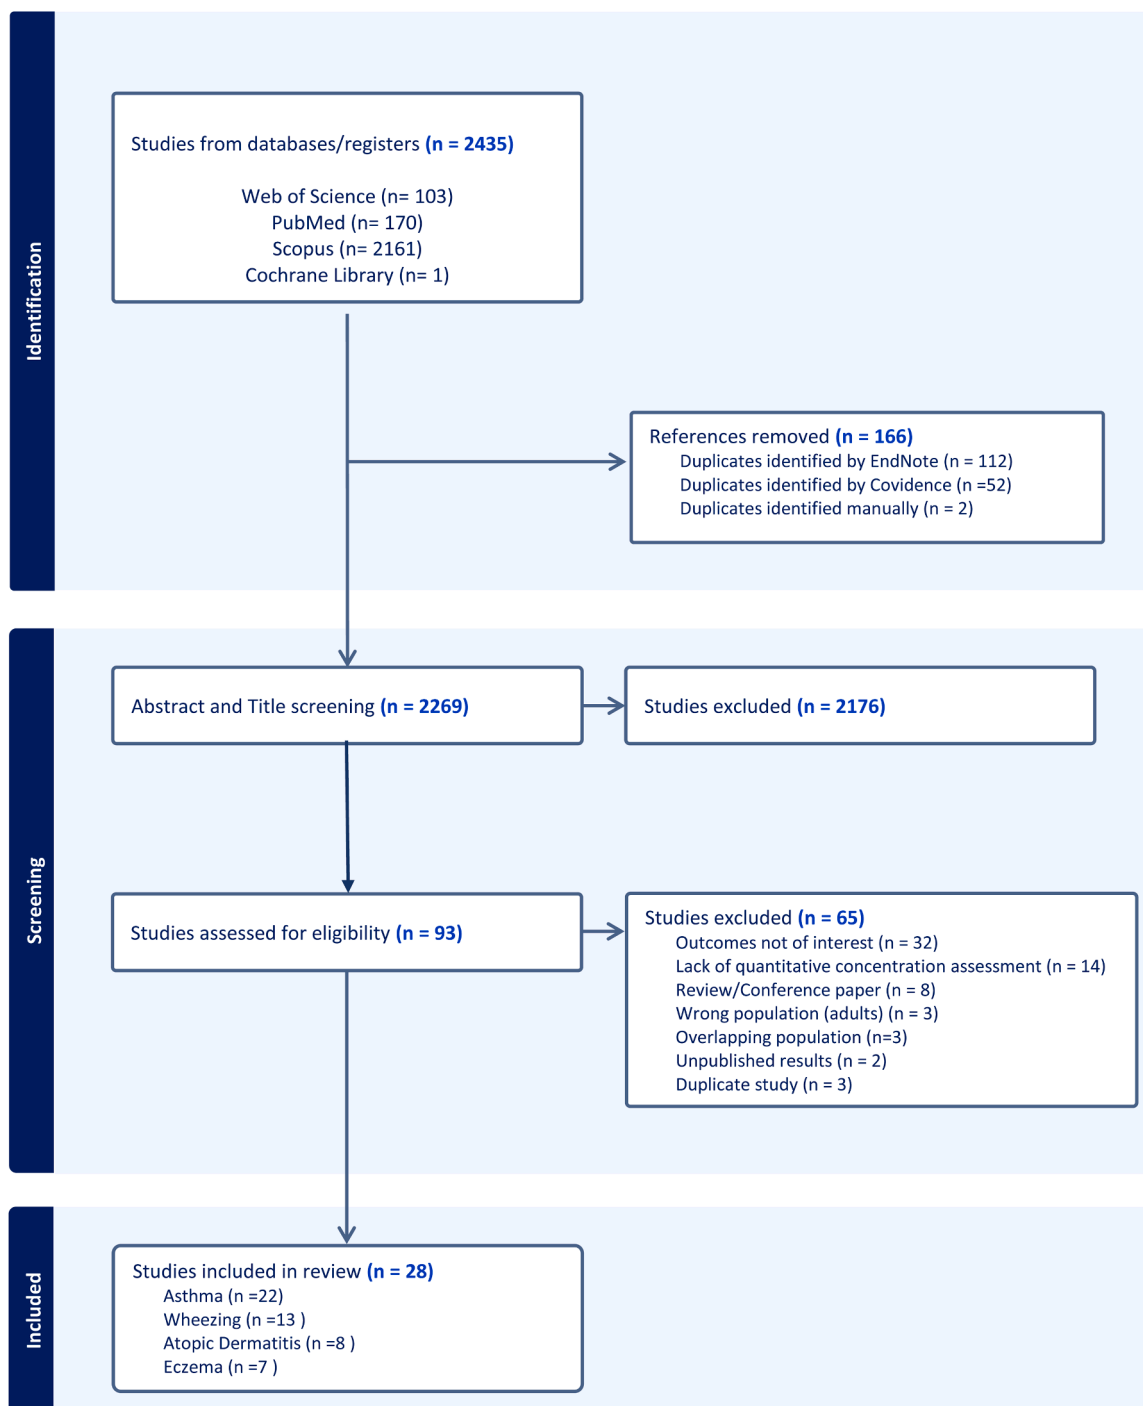 Identification
Studies from databases/registers (n = 2435)
Web of Science (n= 103)
PubMed (n= 170)
Scopus (n= 2161)
Cochrane Library (n= 1)
References removed (n = 166)
Duplicates identified by EndNote (n = 112)
Duplicates identified by Covidence (n =52)
Duplicates identified manually (n = 2)
Screening
Abstract and Title screening (n = 2269)
Studies excluded (n = 2176)
Studies assessed for eligibility (n = 93)
Studies excluded (n = 65)
Outcomes not of interest (n = 32)
Lack of quantitative concentration assessment (n = 14)
Review/Conference paper (n = 8)
Wrong population (adults) (n = 3)
Overlapping population (n=3)
Unpublished results (n = 2)
Duplicate study (n = 3)
Included
Studies included in review (n = 28)
Asthma (n =22)
Wheezing (n =13 )
Atopic Dermatitis (n =8 )
Eczema (n =7 )